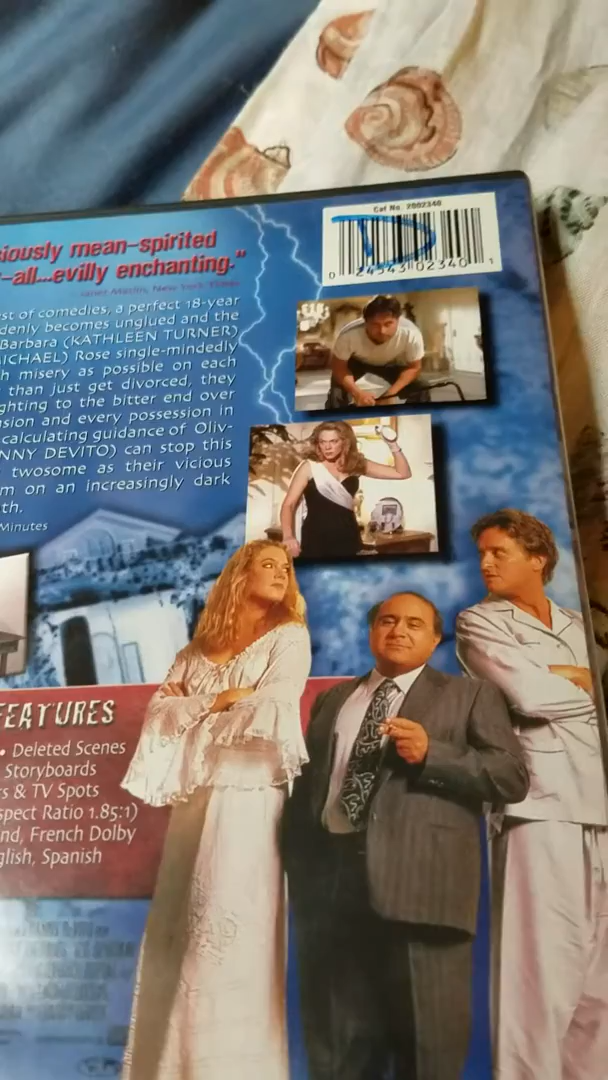 Cat No. 2002340
0 24543 02340 1
D
siously mean-spirited
-all...evilly enchanting."
- Janet Maslin, New York Times
st of comedies, a perfect 18-year
denly becomes unglued and the
Barbara (KATHLEEN TURNER)
ICHAEL) Rose single-mindedly
h misery as possible on each
than just get divorced, they
ghting to the bitter end over
sion and every possession in
calculating guidance of Oliv-
NNY DEVITO) can stop this
twosome as their vicious
m on an increasingly dark
th.
Minutes
FEATURES
• Deleted Scenes
Storyboards
rs & TV Spots
spect Ratio 1.85:1)
nd, French Dolby
glish, Spanish